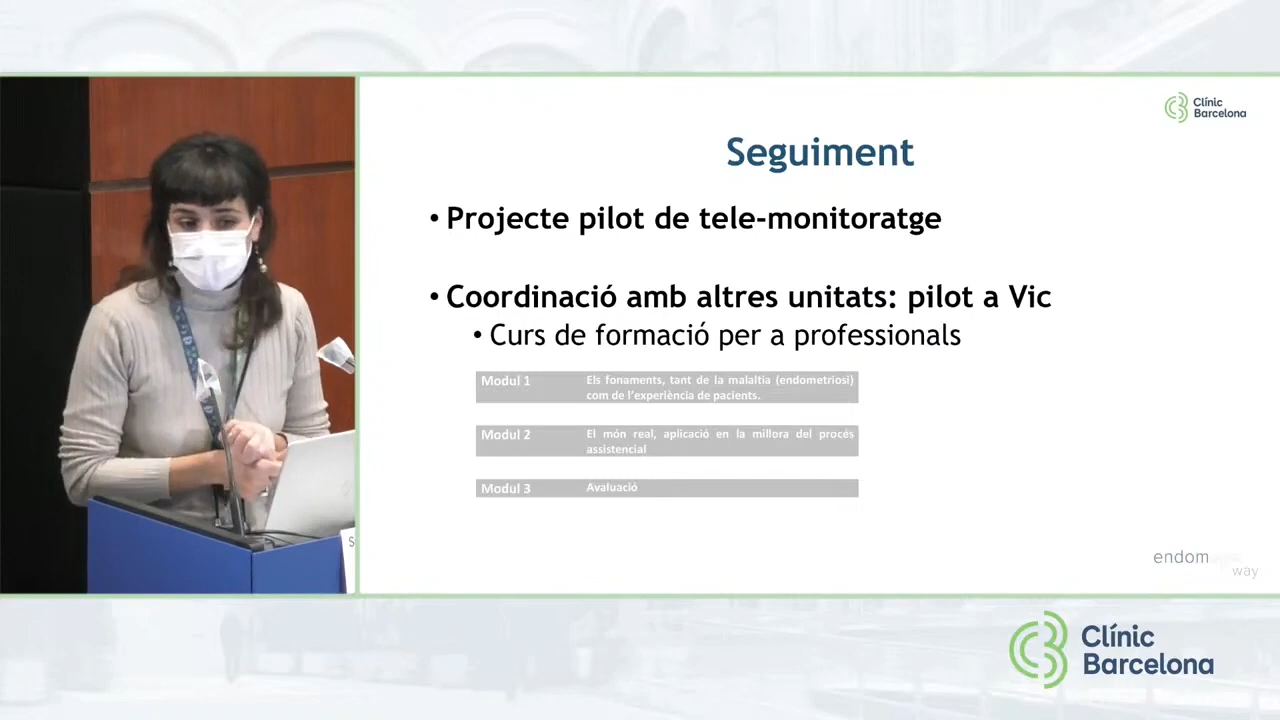 Clínic
Barcelona
Seguiment
• Projecte pilot de tele-monitoratge
• Coordinació amb altres unitats: pilot a Vic
• Curs de formació per a professionals
Modul 1 Els fonaments, tant de la malaltia (endometriosi)
com de l'experiència de pacients.
Modul 2 El món real, aplicació en la millora del procés
assistencial
Modul 3 Avaluació
S
endom
way
Clínic
Barcelona